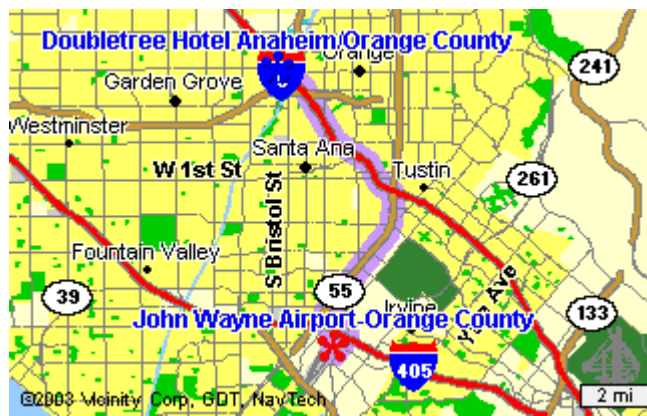 Doubletree Hotel Anaheim/Orange County
Orange
241
Garden Grove
Westminster
Santa Ana
W 1st St
Tustin
261
S Bristol St
Fountain Valley
39
55
Irvine
Yale Ave
133
John Wayne Airport-Orange County
405
©2003 Vicinity Corp, GDT, NavTech
2 mi